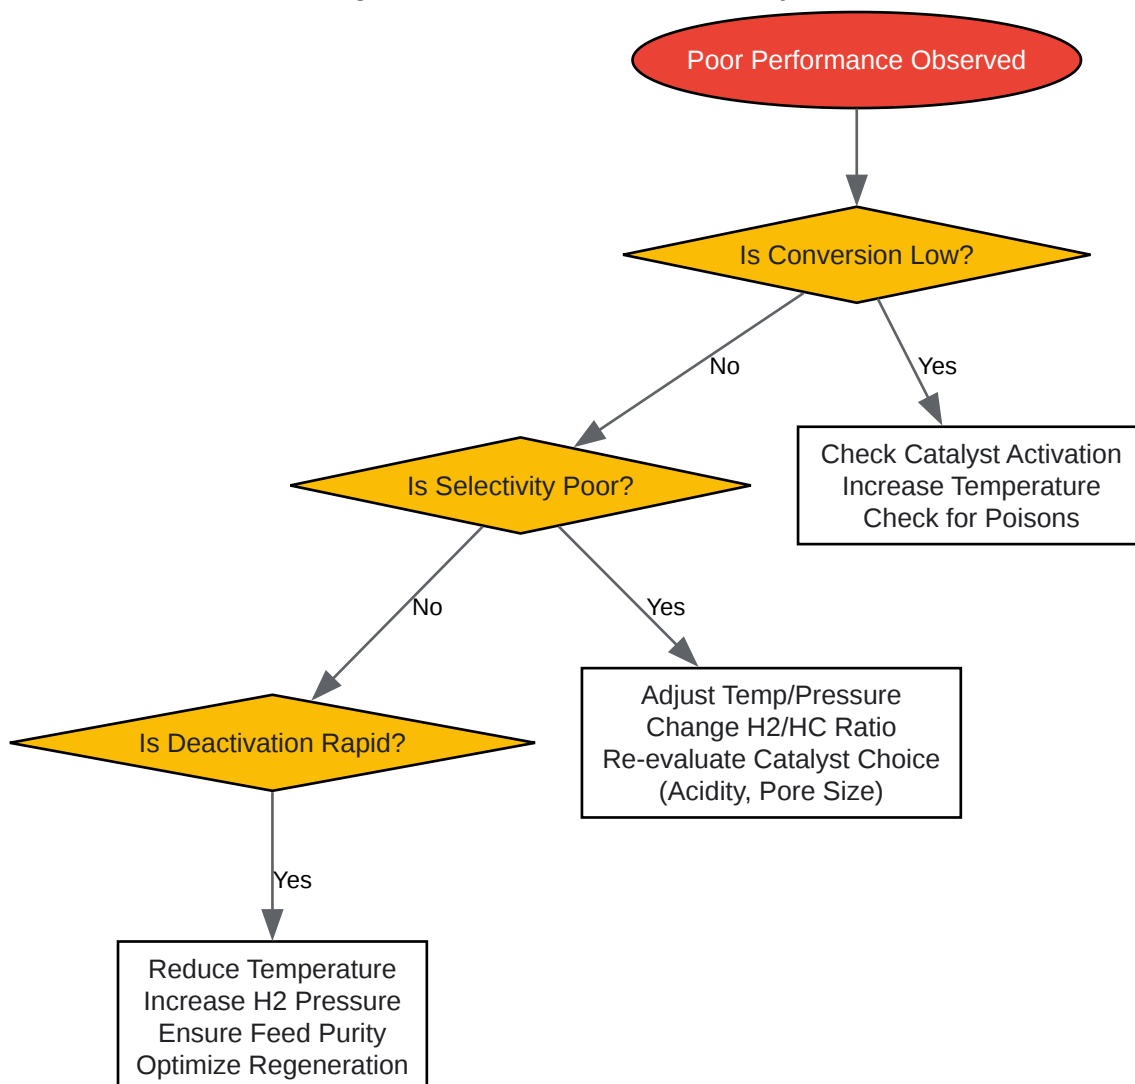 Poor Performance Observed
Is Conversion Low?
No
Yes
Is Selectivity Poor?
Check Catalyst Activation
Increase Temperature
Check for Poisons
No
Yes
Is Deactivation Rapid?
Adjust Temp/Pressure
Change H2/HC Ratio
Re-evaluate Catalyst Choice
(Acidity, Pore Size)
Yes
Reduce Temperature
Increase H2 Pressure
Ensure Feed Purity
Optimize Regeneration